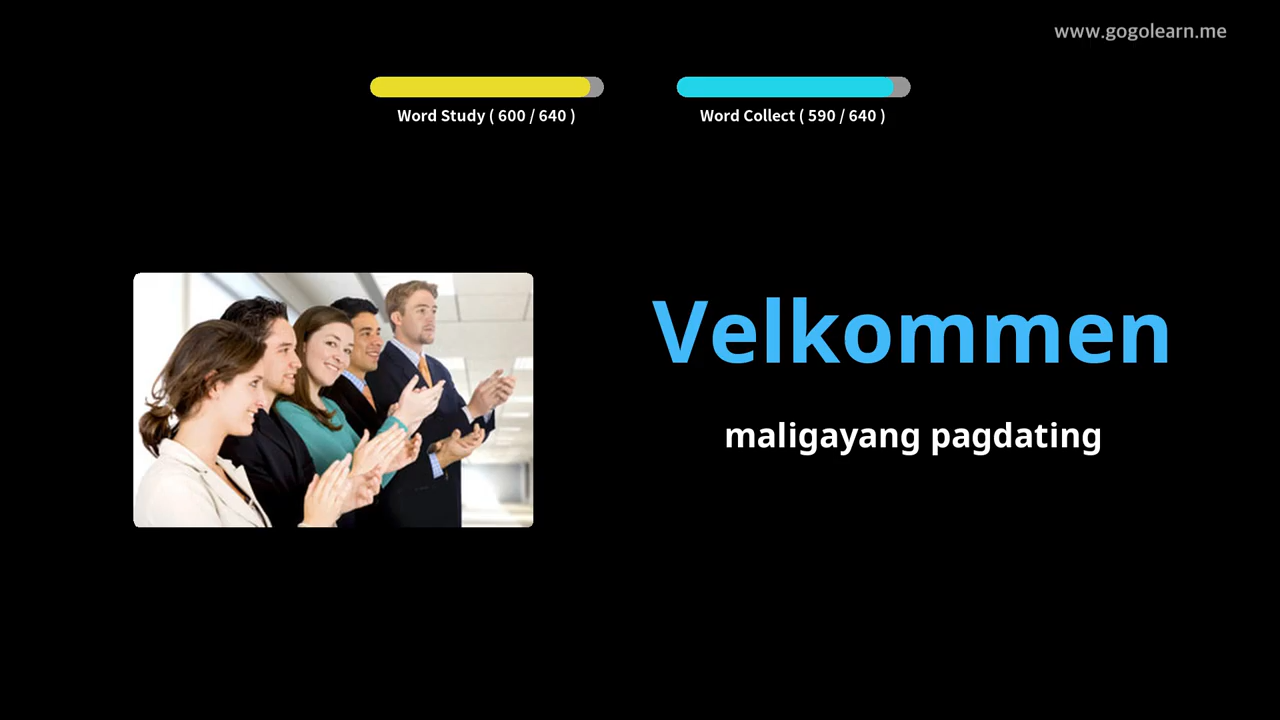 www.gogolearn.me
Word Study ( 600 / 640 )
Word Collect ( 590 / 640 )
Velkommen
maligayang pagdating